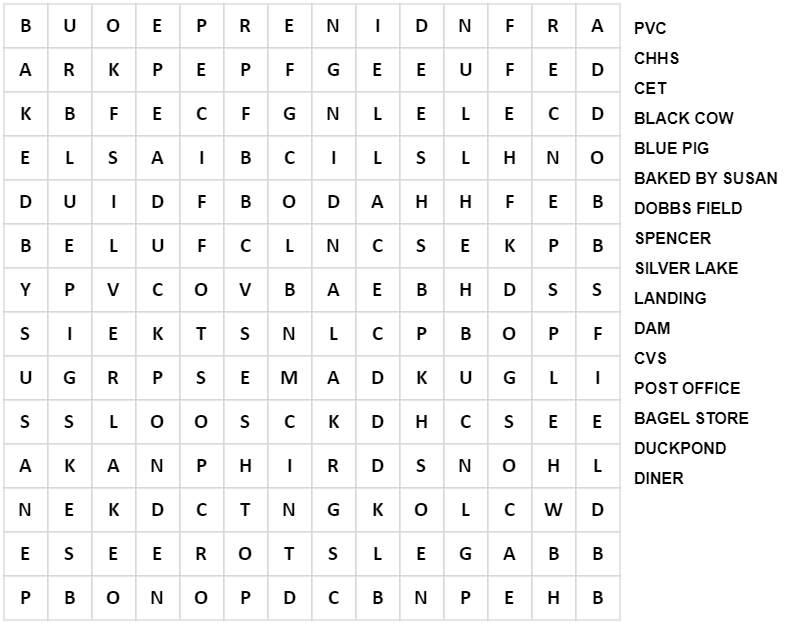 B U O E P R E N I D N F R A
A R K P E P F G E E U F E D
K B F E C F G N L E L E C D
E L S A I B C I L S L H N O
D U I D F B O D A H H F E B
B E L U F C L N C S E K P B
Y P V C O V B A E B H D S S
S I E K T S N L C P B O P F
U G R P S E M A D K U G L I
S S L O O S C K D H C S E E
A K A N P H I R D S N O H L
N E K D C T N G K O L C W D
E S E E R O T S L E G A B B
P B O N O P D C B N P E H B
PVC
CHHS
CET
BLACK COW
BLUE PIG
BAKED BY SUSAN
DOBBS FIELD
SPENCER
SILVER LAKE
LANDING
DAM
CVS
POST OFFICE
BAGEL STORE
DUCKPOND
DINER